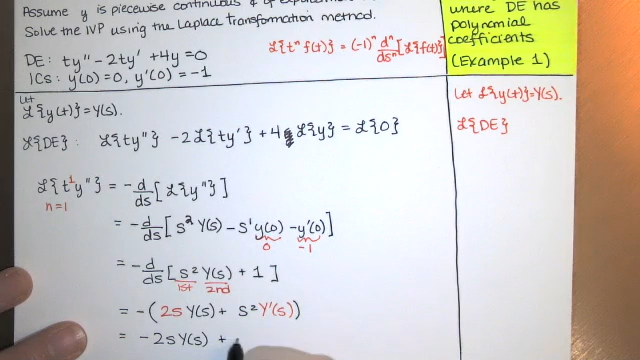 Assume y is piecewise continuous & of
Solve the IVP using the Laplace transformation method.
DE: ty'' - 2ty' + 4y = 0
ICs: y(0) = 0, y'(0) = -1
ℒ{tⁿ f(t)} = (-1)ⁿ dⁿ/dsⁿ [ℒ{f(t)}]
where DE has
polynomial
coefficients
(Example 1)
Let
ℒ{y(t)} = Y(s).
ℒ{DE}: ℒ{ty''} - 2ℒ{ty'} + 4 ℒ{y} = ℒ{0}
ℒ{t¹y''} = -d/ds [ℒ{y''}]
n=1
= -d/ds [s² Y(s) - s¹ y(0) - y'(0)]
0 -1
= -d/ds [s² Y(s) + 1]
1st 2nd
= -(2s Y(s) + s² Y'(s))
= -2s Y(s) +
Let ℒ{y(t)} = Y(s).
ℒ{DE}